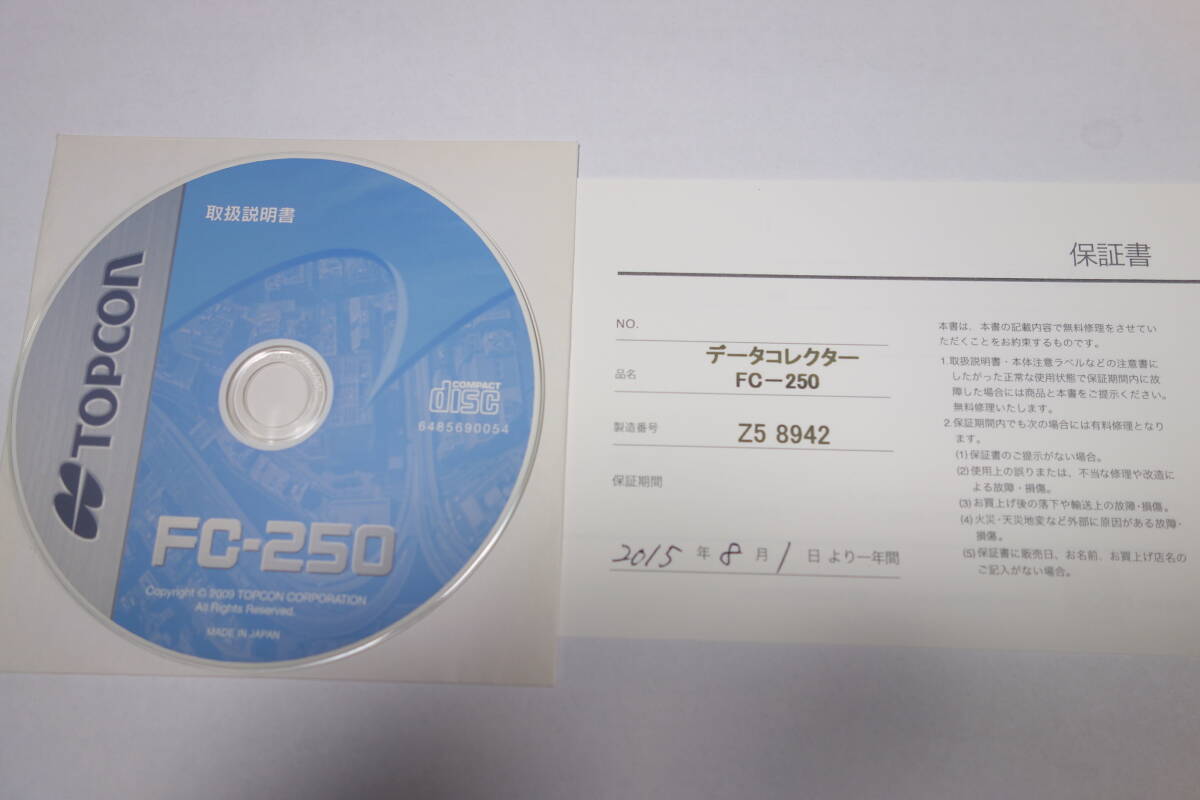 取扱説明書
TOPCON
COMPACT
disc
6485690054
FC-250
Copyright © 2009 TOPCON CORPORATION
All Rights Reserved.
MADE IN JAPAN
保証書
NO.
品名 データコレクター
FC-250
製造番号 Z5 8942
保証期間
2015 年 8 月 1 日 より一年間
本書は、本書の記載内容で無料修理をさせてい
ただくことをお約束するものです。
1.取扱説明書・本体注意ラベルなどの注意書に
したがった正常な使用状態で保証期間内に故
障した場合には商品と本書をご提示ください。
無料修理いたします。
2.保証期間内でも次の場合には有料修理となり
ます。
(1)保証書のご提示がない場合。
(2)使用上の誤りまたは、不当な修理や改造に
よる故障・損傷。
(3)お買上げ後の落下や輸送上の故障・損傷。
(4)火災・天災地変など外部に原因がある故障・
損傷。
(5)保証書に販売日、お名前、お買上げ店名の
ご記入がない場合。